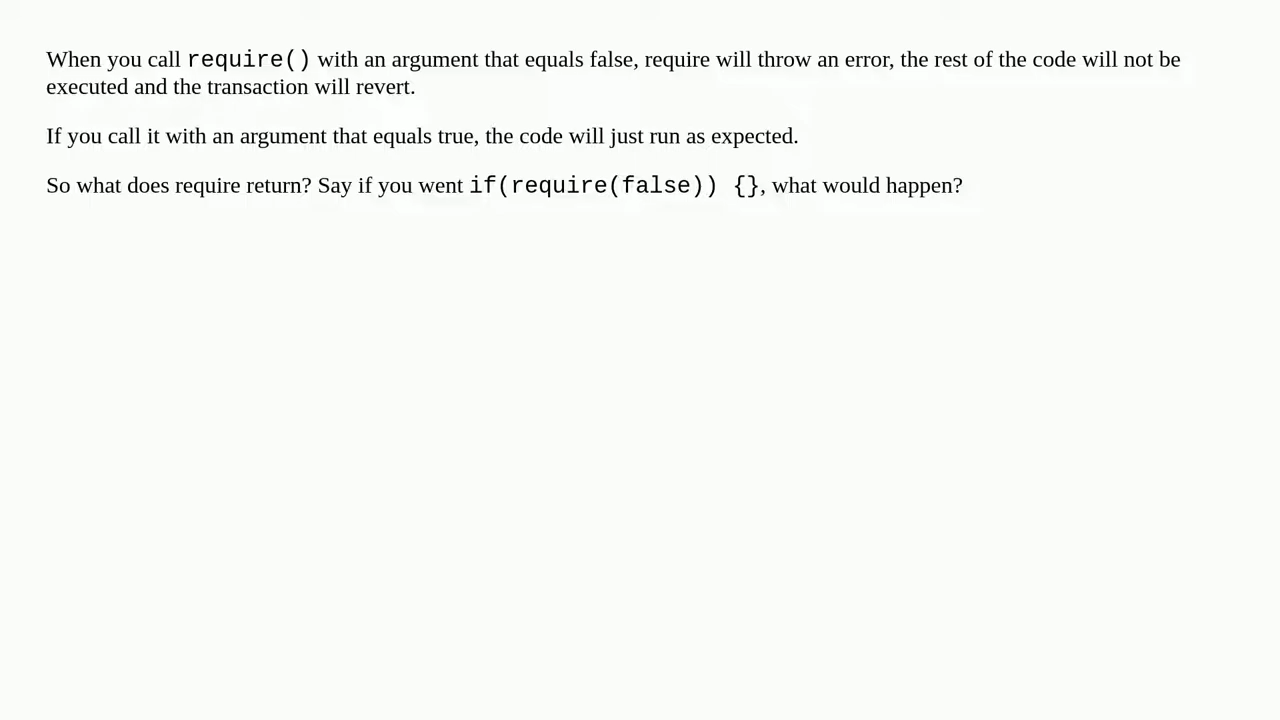 When you call require() with an argument that equals false, require will throw an error, the rest of the code will not be
executed and the transaction will revert.
If you call it with an argument that equals true, the code will just run as expected.
So what does require return? Say if you went if(require(false)) {}, what would happen?